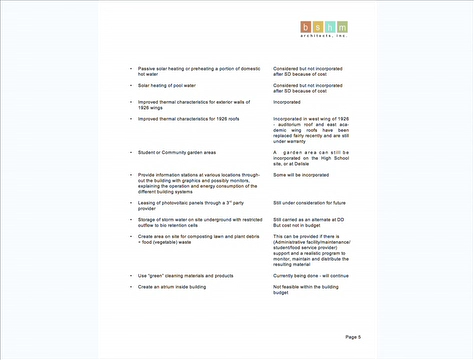 bshm
architects, inc.
• Passive solar heating or preheating a portion of domestic
hot water
Considered but not incorporated
after SD because of cost
• Solar heating of pool water
Considered but not incorporated
after SD because of cost
• Improved thermal characteristics for exterior walls of
1926 wings
Incorporated
• Improved thermal characteristics for 1926 roofs
Incorporated in west wing of 1926
- auditorium roof and east aca-
demic wing roofs have been
replaced fairly recently and are still
under warranty
• Student or Community garden areas
A garden area can still be
incorporated on the High School
site, or at Delisle
• Provide information stations at various locations through-
out the building with graphics and possibly monitors,
explaining the operation and energy consumption of the
different building systems
Some will be incorporated
• Leasing of photovoltaic panels through a 3rd party
provider
Still under consideration for future
• Storage of storm water on site underground with restricted
outflow to bio retention cells
Still carried as an alternate at DD
But cost not in budget
• Create area on site for composting lawn and plant debris
+ food (vegetable) waste
This can be provided if there is
(Administrative facility/maintenance/
student/food service provider)
support and a realistic program to
monitor, maintain and distribute the
resulting material
• Use "green" cleaning materials and products
Currently being done - will continue
• Create an atrium inside building
Not feasible within the building
budget
Page 5